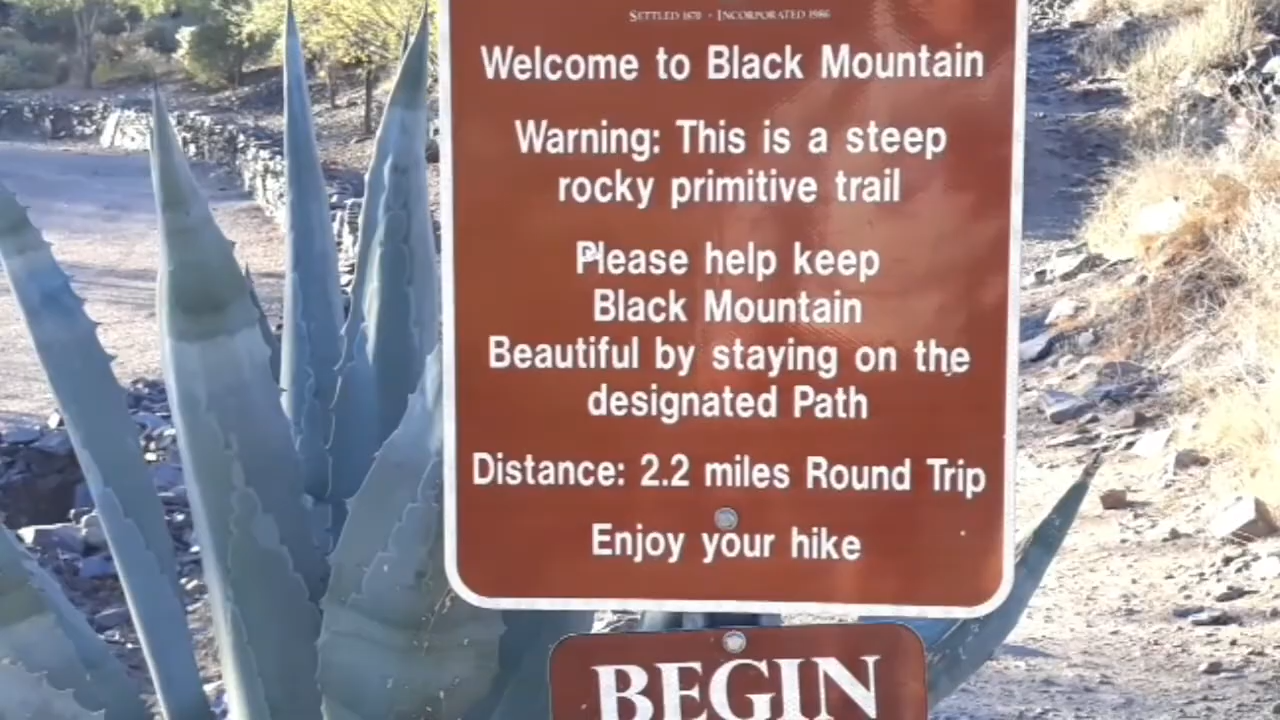 SETTLED 1870 - INCORPORATED 1986
Welcome to Black Mountain
Warning: This is a steep
rocky primitive trail
Please help keep
Black Mountain
Beautiful by staying on the
designated Path
Distance: 2.2 miles Round Trip
Enjoy your hike
BEGIN